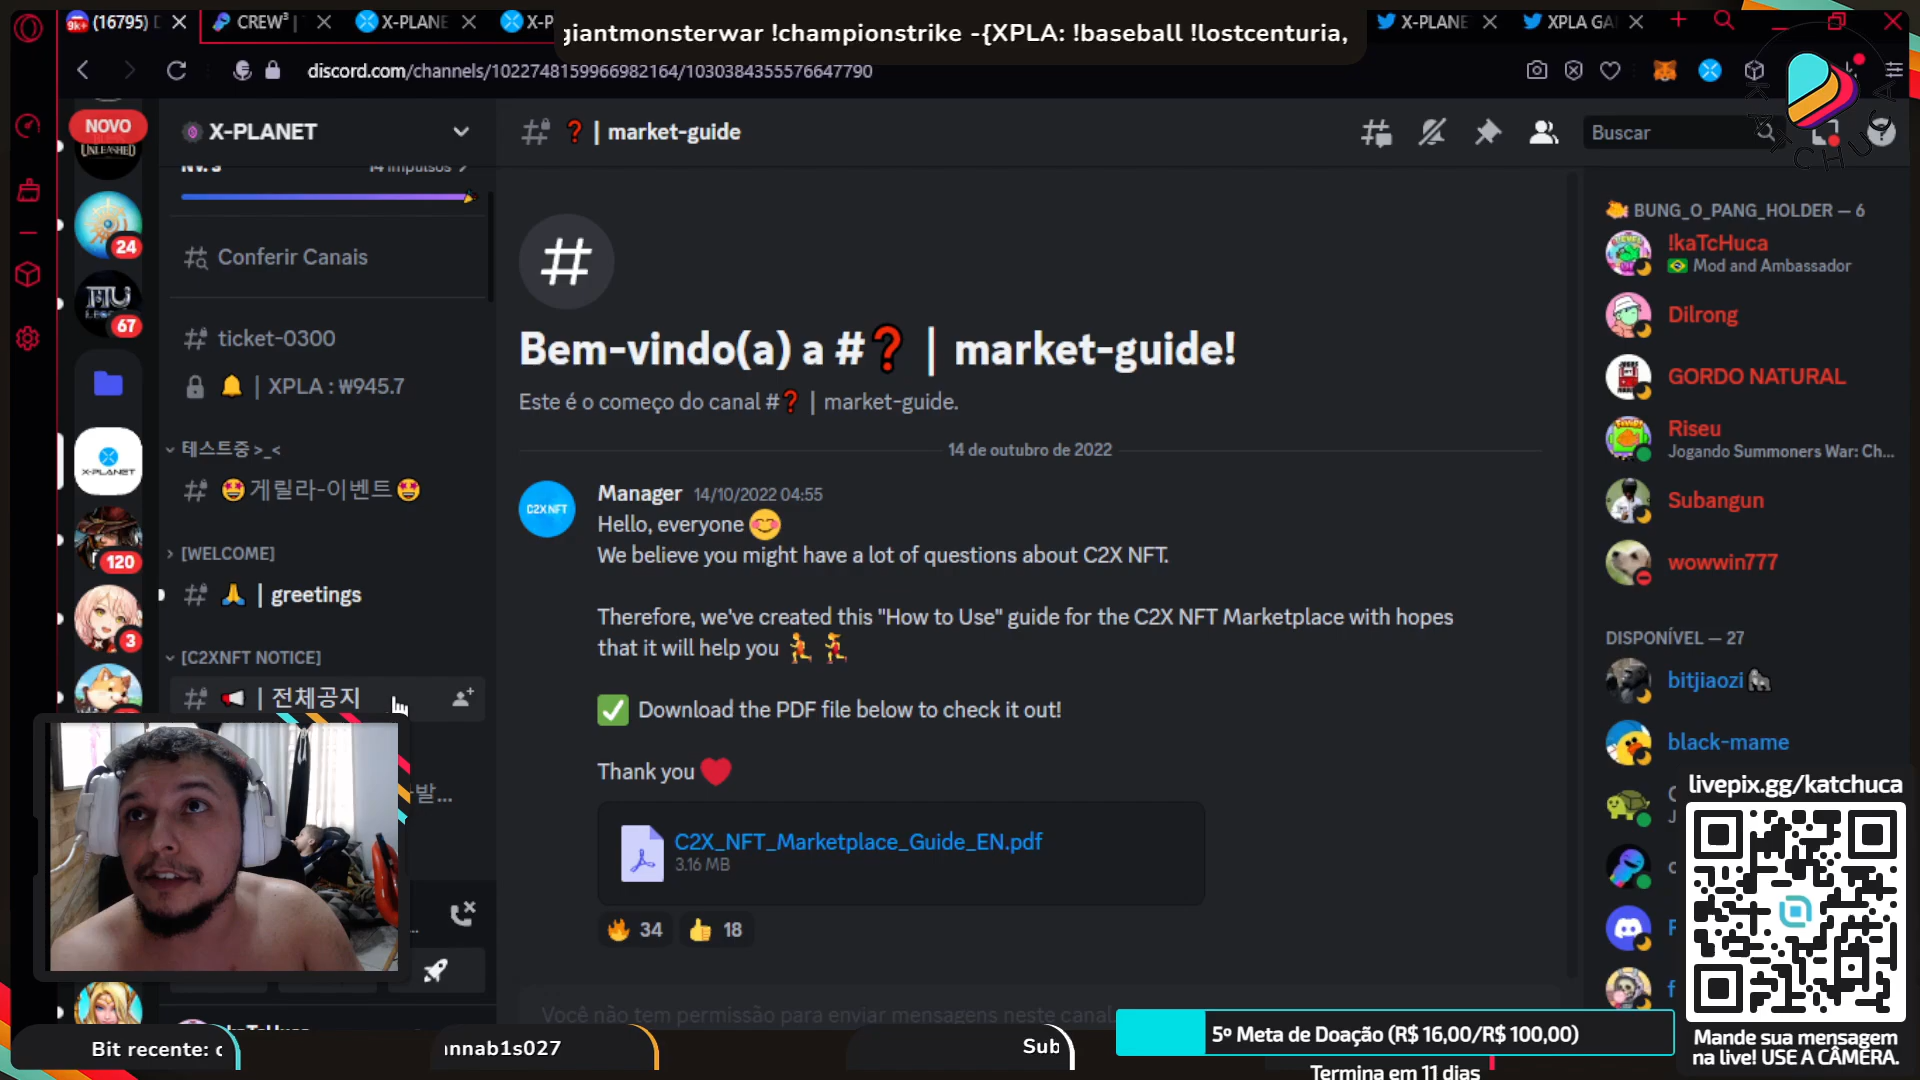 9k+ (16795) D
CREW³
X-PLANE
X-P
giantmonsterwar !championstrike -{XPLA: !baseball !lostcenturia,
X-PLANE
XPLA GA
discord.com/channels/1022748159966982164/1030384355576647790
NOVO
UNLEASHED
24
67
X-PLANET
120
3
X-PLANET
14 impulsos
Conferir Canais
ticket-0300
| XPLA : ₩945.7
테스트중 >_<
게릴라-이벤트
[WELCOME]
| greetings
[C2XNFT NOTICE]
| 전체공지
발...
# ❓ | market-guide
Buscar
KATCHUCA
Bem-vindo(a) a #❓ | market-guide!
Este é o começo do canal #❓ | market-guide.
14 de outubro de 2022
C2X NFT
Manager 14/10/2022 04:55
Hello, everyone 😊
We believe you might have a lot of questions about C2X NFT.
Therefore, we've created this "How to Use" guide for the C2X NFT Marketplace with hopes
that it will help you 🏃 🏃
✅ Download the PDF file below to check it out!
Thank you ❤️
C2X_NFT_Marketplace_Guide_EN.pdf
3.16 MB
🔥 34 👍 18
Você não tem permissão para enviar mensagens neste canal.
BUNG_O_PANG_HOLDER — 6
!kaTcHuca
Mod and Ambassador
Dilrong
GORDO NATURAL
Riseu
Jogando Summoners War: Ch...
Subangun
wowwin777
DISPONÍVEL — 27
bitjiaozi
black-mame
livepix.gg/katchuca
Mande sua mensagem
na live! USE A CÂMERA.
Bit recente: c
nnab1s027
Sub
5º Meta de Doação (R$ 16,00/R$ 100,00)
Termina em 11 dias